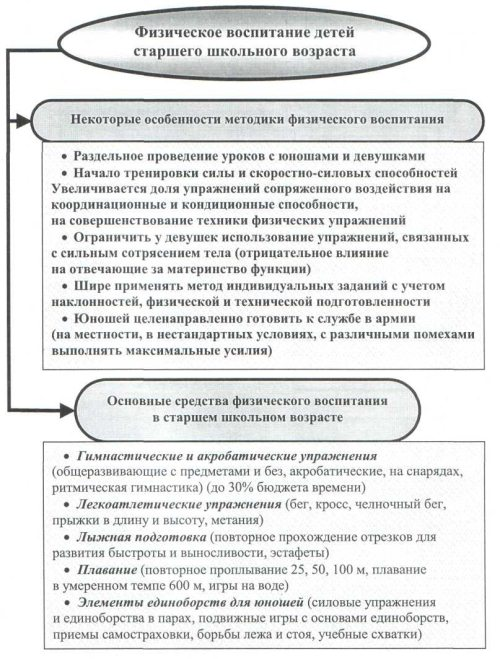 Физическое воспитание детей
старшего школьного возраста
Некоторые особенности методики физического воспитания
• Раздельное проведение уроков с юношами и девушками
• Начало тренировки силы и скоростно-силовых способностей
Увеличивается доля упражнений сопряженного воздействия на
координационные и кондиционные способности,
на совершенствование техники физических упражнений
• Ограничить у девушек использование упражнений, связанных
с сильным сотрясением тела (отрицательное влияние
на отвечающие за материнство функции)
• Шире применять метод индивидуальных заданий с учетом
наклонностей, физической и технической подготовленности
• Юношей целенаправленно готовить к службе в армии
(на местности, в нестандартных условиях, с различными помехами
выполнять максимальные усилия)
Основные средства физического воспитания
в старшем школьном возрасте
• Гимнастические и акробатические упражнения
(общеразвивающие с предметами и без, акробатические, на снарядах,
ритмическая гимнастика) (до 30% бюджета времени)
• Легкоатлетические упражнения (бег, кросс, челночный бег,
прыжки в длину и высоту, метания)
• Лыжная подготовка (повторное прохождение отрезков для
развития быстроты и выносливости, эстафеты)
• Плавание (повторное проплывание 25, 50, 100 м, плавание
в умеренном темпе 600 м, игры на воде)
• Элементы единоборств для юношей (силовые упражнения
и единоборства в парах, подвижные игры с основами единоборств,
приемы самостраховки, борьбы лежа и стоя, учебные схватки)